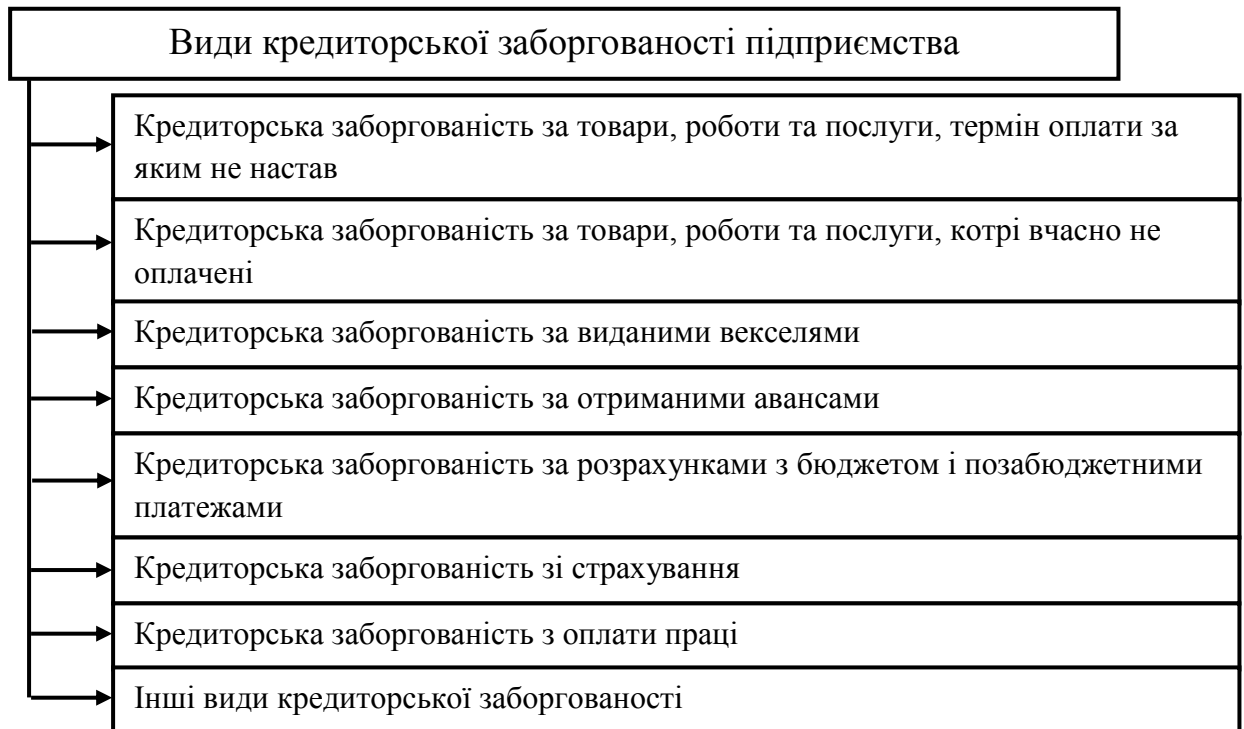 Види кредиторської заборгованості підприємства
Кредиторська заборгованість за товари, роботи та послуги, термін оплати за
яким не настав
Кредиторська заборгованість за товари, роботи та послуги, котрі вчасно не
оплачені
Кредиторська заборгованість за виданими векселями
Кредиторська заборгованість за отриманими авансами
Кредиторська заборгованість за розрахунками з бюджетом і позабюджетними
платежами
Кредиторська заборгованість зі страхування
Кредиторська заборгованість з оплати праці
Інші види кредиторської заборгованості